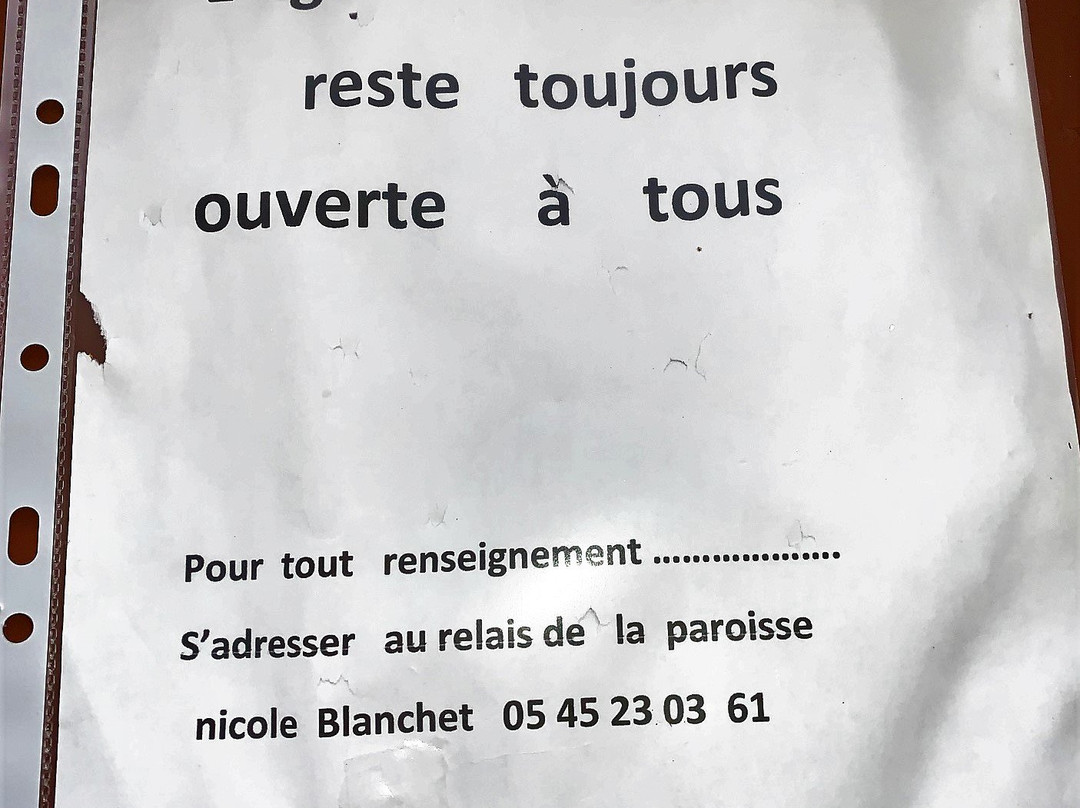 reste toujours
ouverte à tous
Pour tout renseignement ...................
S'adresser au relais de la paroisse
nicole Blanchet 05 45 23 03 61